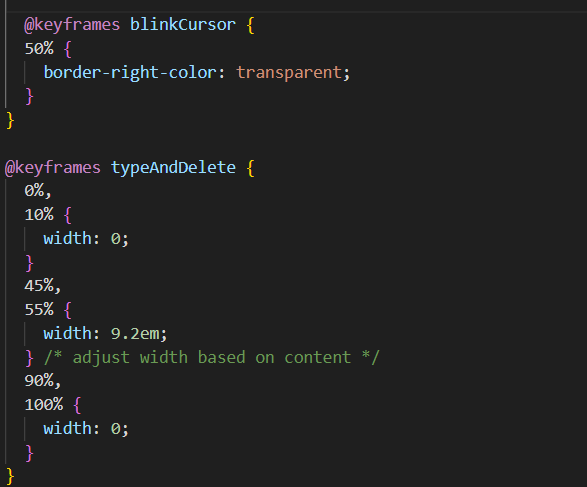 @keyframes blinkCursor {
50% {
border-right-color: transparent;
}
}
@keyframes typeAndDelete {
0%,
10% {
width: 0;
}
45%,
55% {
width: 9.2em;
} /* adjust width based on content */
90%,
100% {
width: 0;
}
}